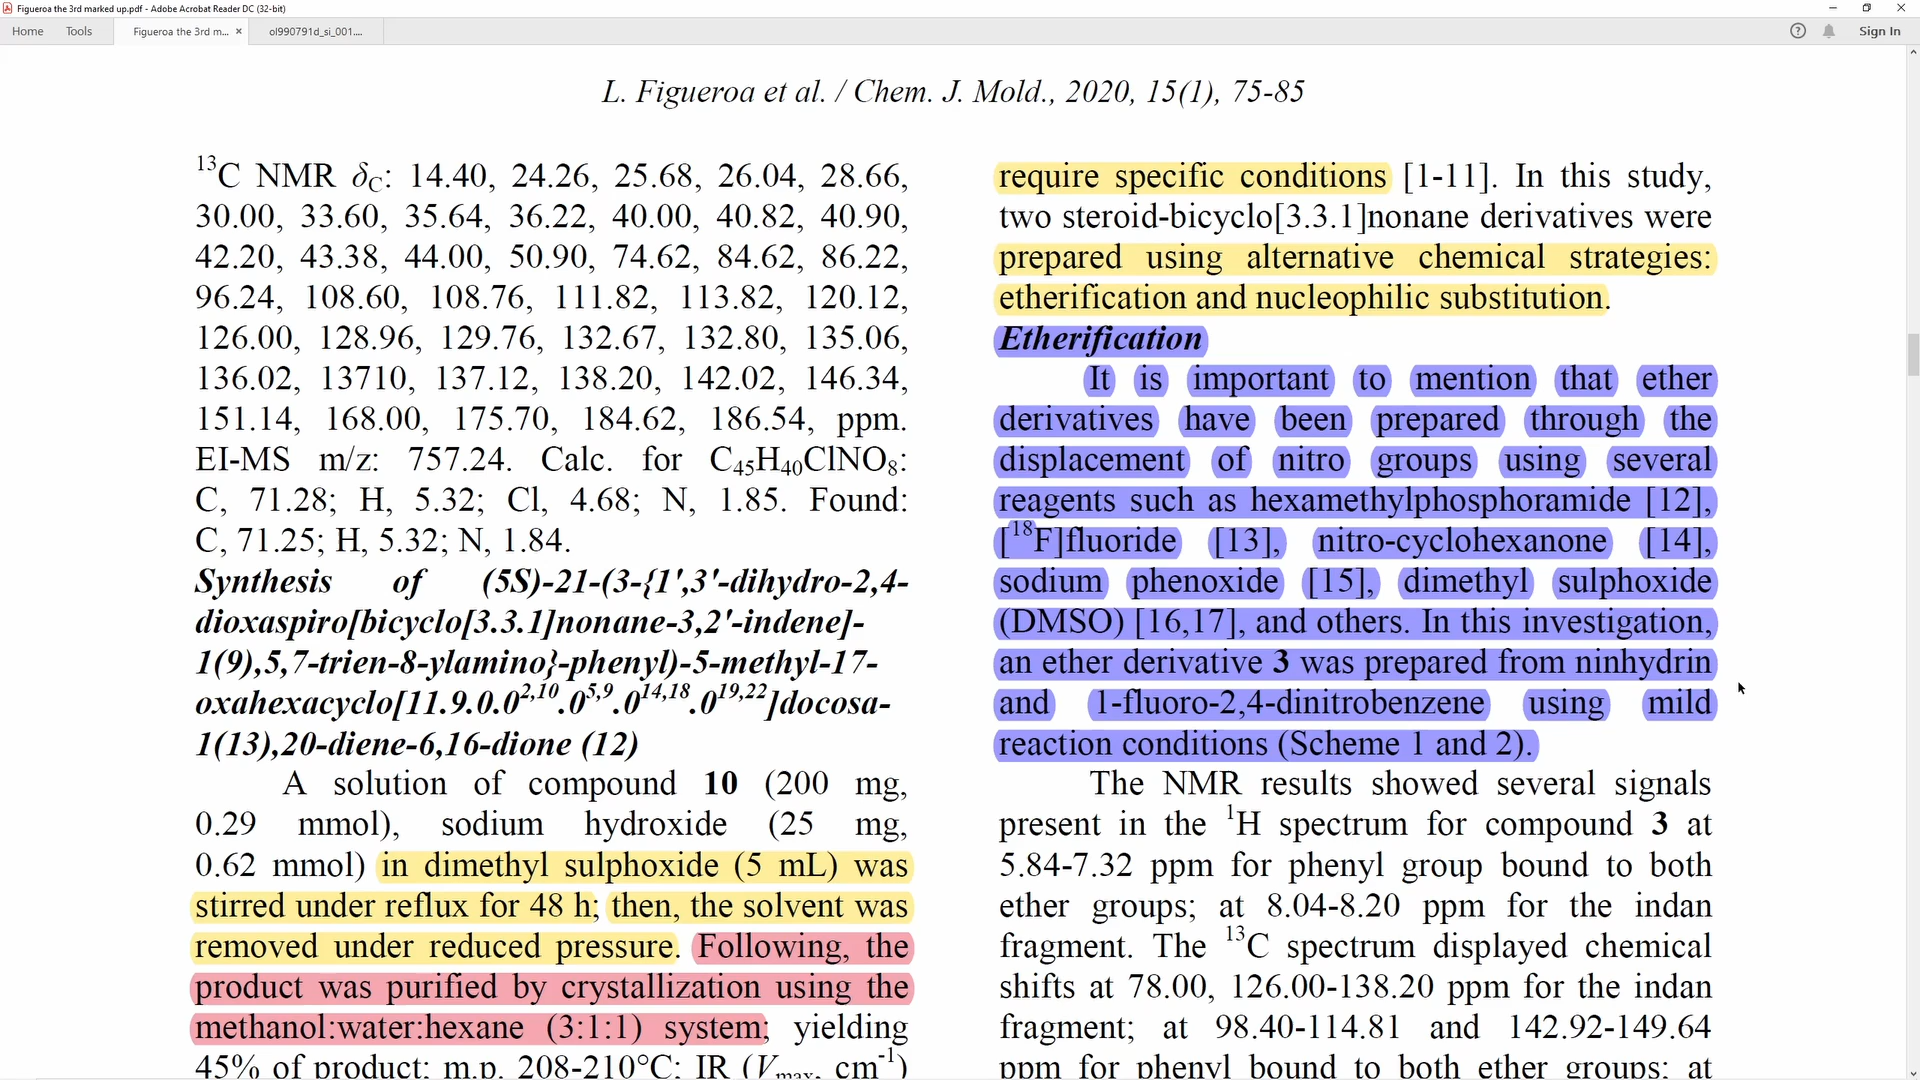 Figueroa the 3rd marked up.pdf - Adobe Acrobat Reader DC (32-bit)
Home Tools Figueroa the 3rd m... × ol990791d_si_001.... Sign In
L. Figueroa et al. / Chem. J. Mold., 2020, 15(1), 75-85
¹³C NMR δC: 14.40, 24.26, 25.68, 26.04, 28.66,
30.00, 33.60, 35.64, 36.22, 40.00, 40.82, 40.90,
42.20, 43.38, 44.00, 50.90, 74.62, 84.62, 86.22,
96.24, 108.60, 108.76, 111.82, 113.82, 120.12,
126.00, 128.96, 129.76, 132.67, 132.80, 135.06,
136.02, 13710, 137.12, 138.20, 142.02, 146.34,
151.14, 168.00, 175.70, 184.62, 186.54, ppm.
EI-MS m/z: 757.24. Calc. for C₄₅H₄₀ClNO₈:
C, 71.28; H, 5.32; Cl, 4.68; N, 1.85. Found:
C, 71.25; H, 5.32; N, 1.84.
Synthesis of (5S)-21-(3-{1',3'-dihydro-2,4-
dioxaspiro[bicyclo[3.3.1]nonane-3,2'-indene]-
1(9),5,7-trien-8-ylamino}-phenyl)-5-methyl-17-
oxahexacyclo[11.9.0.0²,¹⁰.0⁵,⁹.0¹⁴,¹⁸.0¹⁹,²²]docosa-
1(13),20-diene-6,16-dione (12)
A solution of compound 10 (200 mg,
0.29 mmol), sodium hydroxide (25 mg,
0.62 mmol) in dimethyl sulphoxide (5 mL) was
stirred under reflux for 48 h; then, the solvent was
removed under reduced pressure. Following, the
product was purified by crystallization using the
methanol:water:hexane (3:1:1) system; yielding
45% of product; m.p. 208-210°C; IR (Vmax, cm⁻¹)
require specific conditions [1-11]. In this study,
two steroid-bicyclo[3.3.1]nonane derivatives were
prepared using alternative chemical strategies:
etherification and nucleophilic substitution.
Etherification
It is important to mention that ether
derivatives have been prepared through the
displacement of nitro groups using several
reagents such as hexamethylphosphoramide [12],
[¹⁸F]fluoride [13], nitro-cyclohexanone [14],
sodium phenoxide [15], dimethyl sulphoxide
(DMSO) [16,17], and others. In this investigation,
an ether derivative 3 was prepared from ninhydrin
and 1-fluoro-2,4-dinitrobenzene using mild
reaction conditions (Scheme 1 and 2).
The NMR results showed several signals
present in the ¹H spectrum for compound 3 at
5.84-7.32 ppm for phenyl group bound to both
ether groups; at 8.04-8.20 ppm for the indan
fragment. The ¹³C spectrum displayed chemical
shifts at 78.00, 126.00-138.20 ppm for the indan
fragment; at 98.40-114.81 and 142.92-149.64
ppm for phenyl bound to both ether groups; at